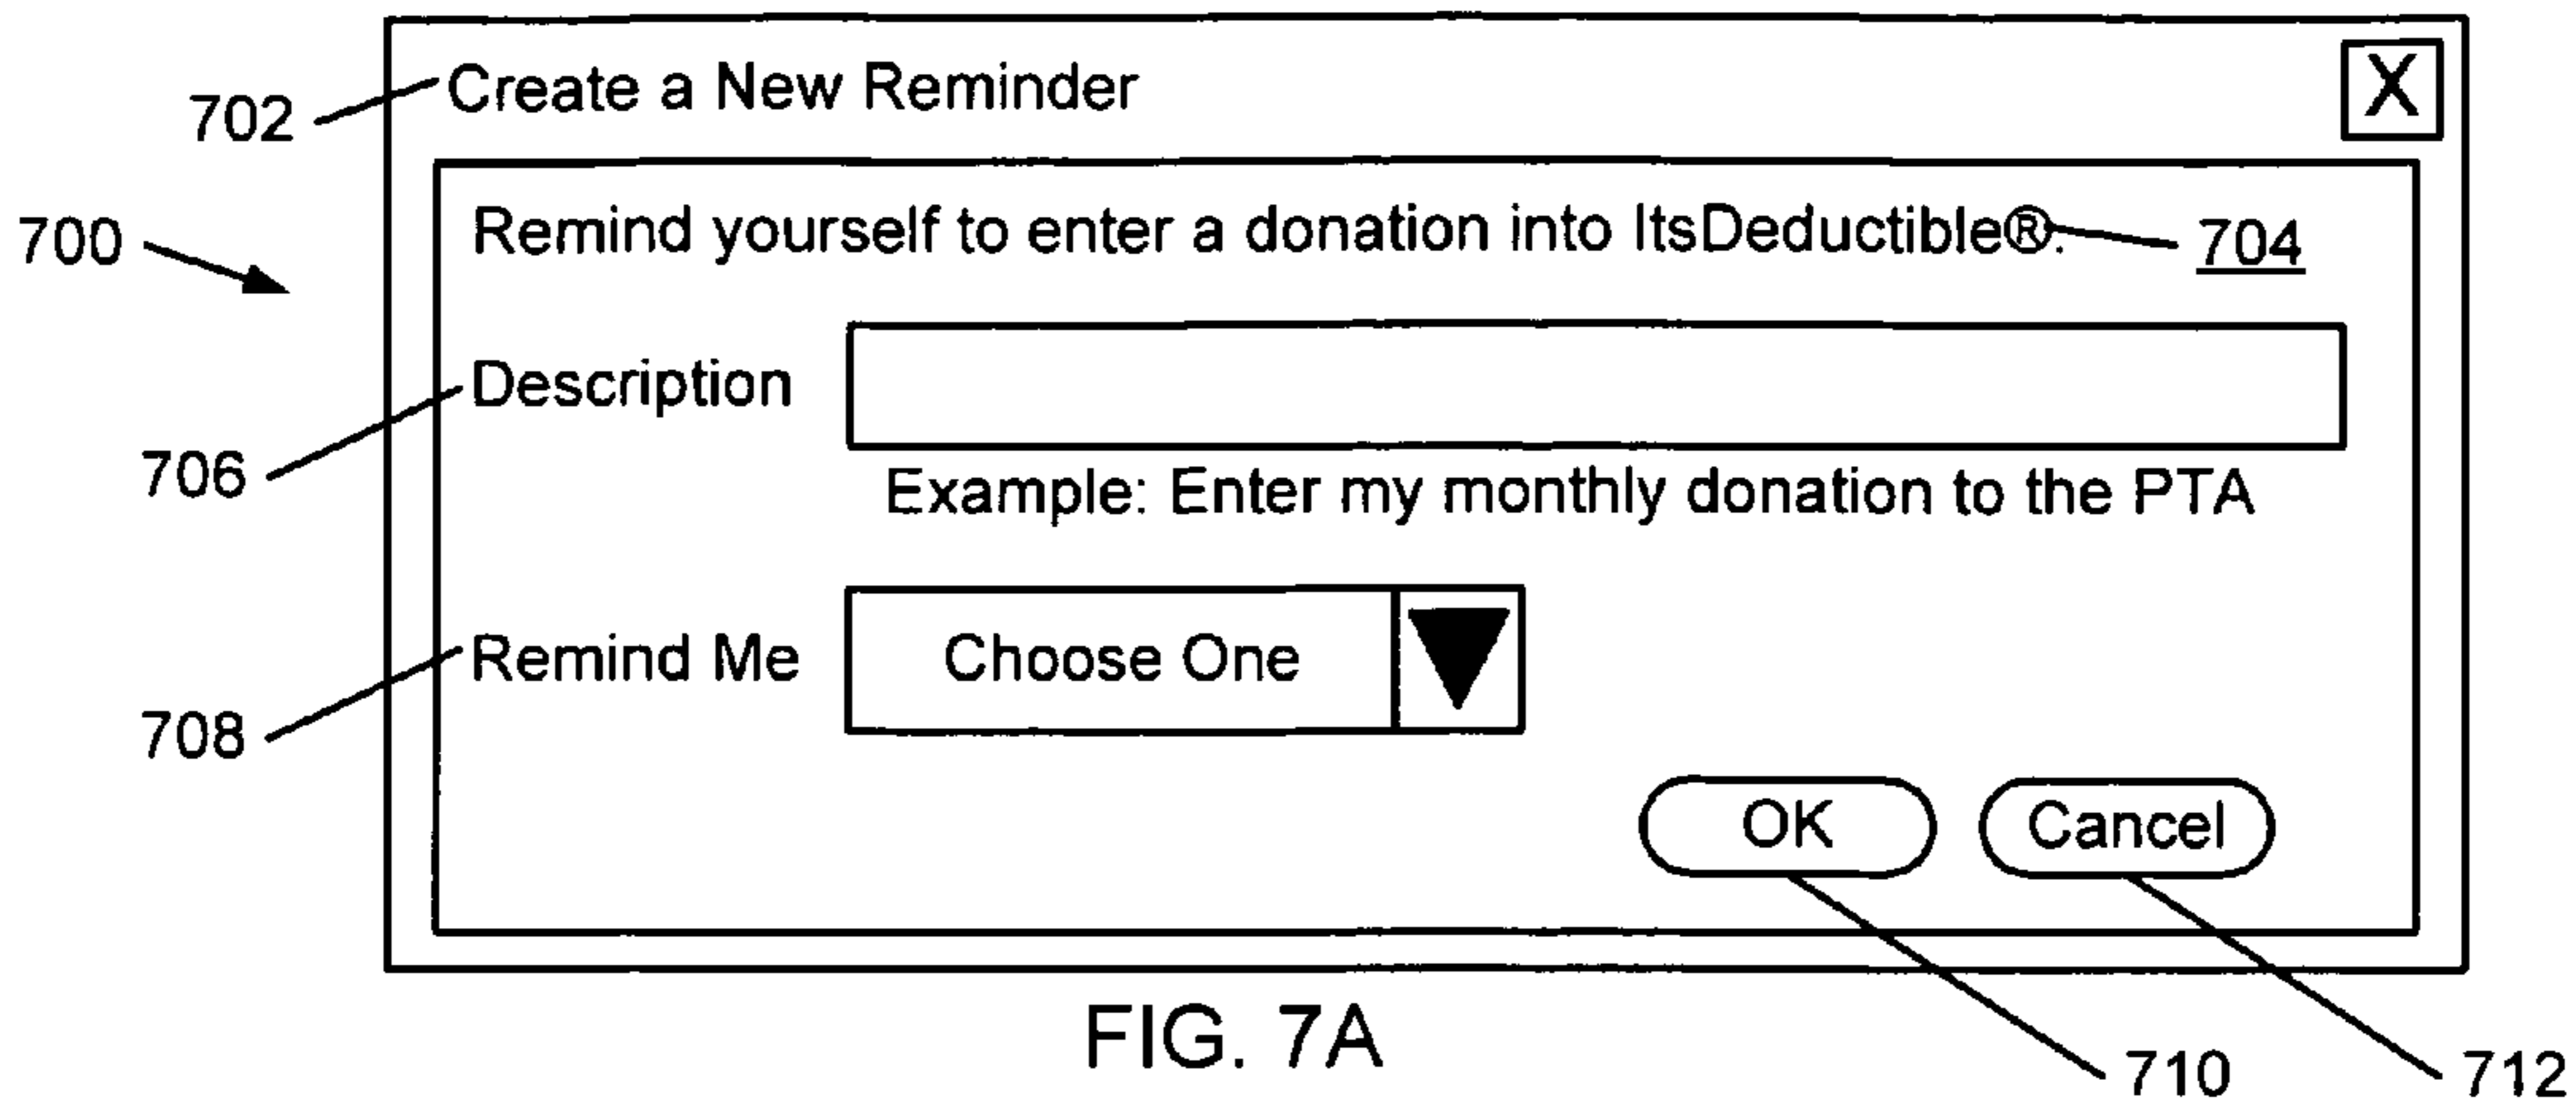 702 Create a New Reminder X
700 Remind yourself to enter a donation into ItsDeductible®. 704
706 Description
Example: Enter my monthly donation to the PTA
708 Remind Me Choose One
OK Cancel
FIG. 7A
710 712